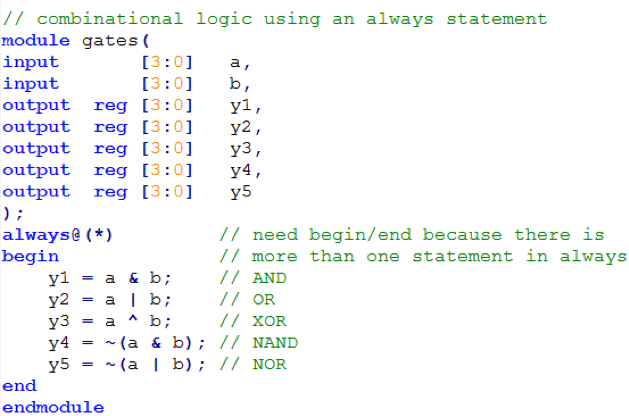 // combinational logic using an always statement
module gates(
input       [3:0]   a,
input       [3:0]   b,
output  reg [3:0]   y1,
output  reg [3:0]   y2,
output  reg [3:0]   y3,
output  reg [3:0]   y4,
output  reg [3:0]   y5
);
always@(*)         // need begin/end because there is
begin              // more than one statement in always
    y1 = a & b;    // AND
    y2 = a | b;    // OR
    y3 = a ^ b;    // XOR
    y4 = ~(a & b); // NAND
    y5 = ~(a | b); // NOR
end
endmodule